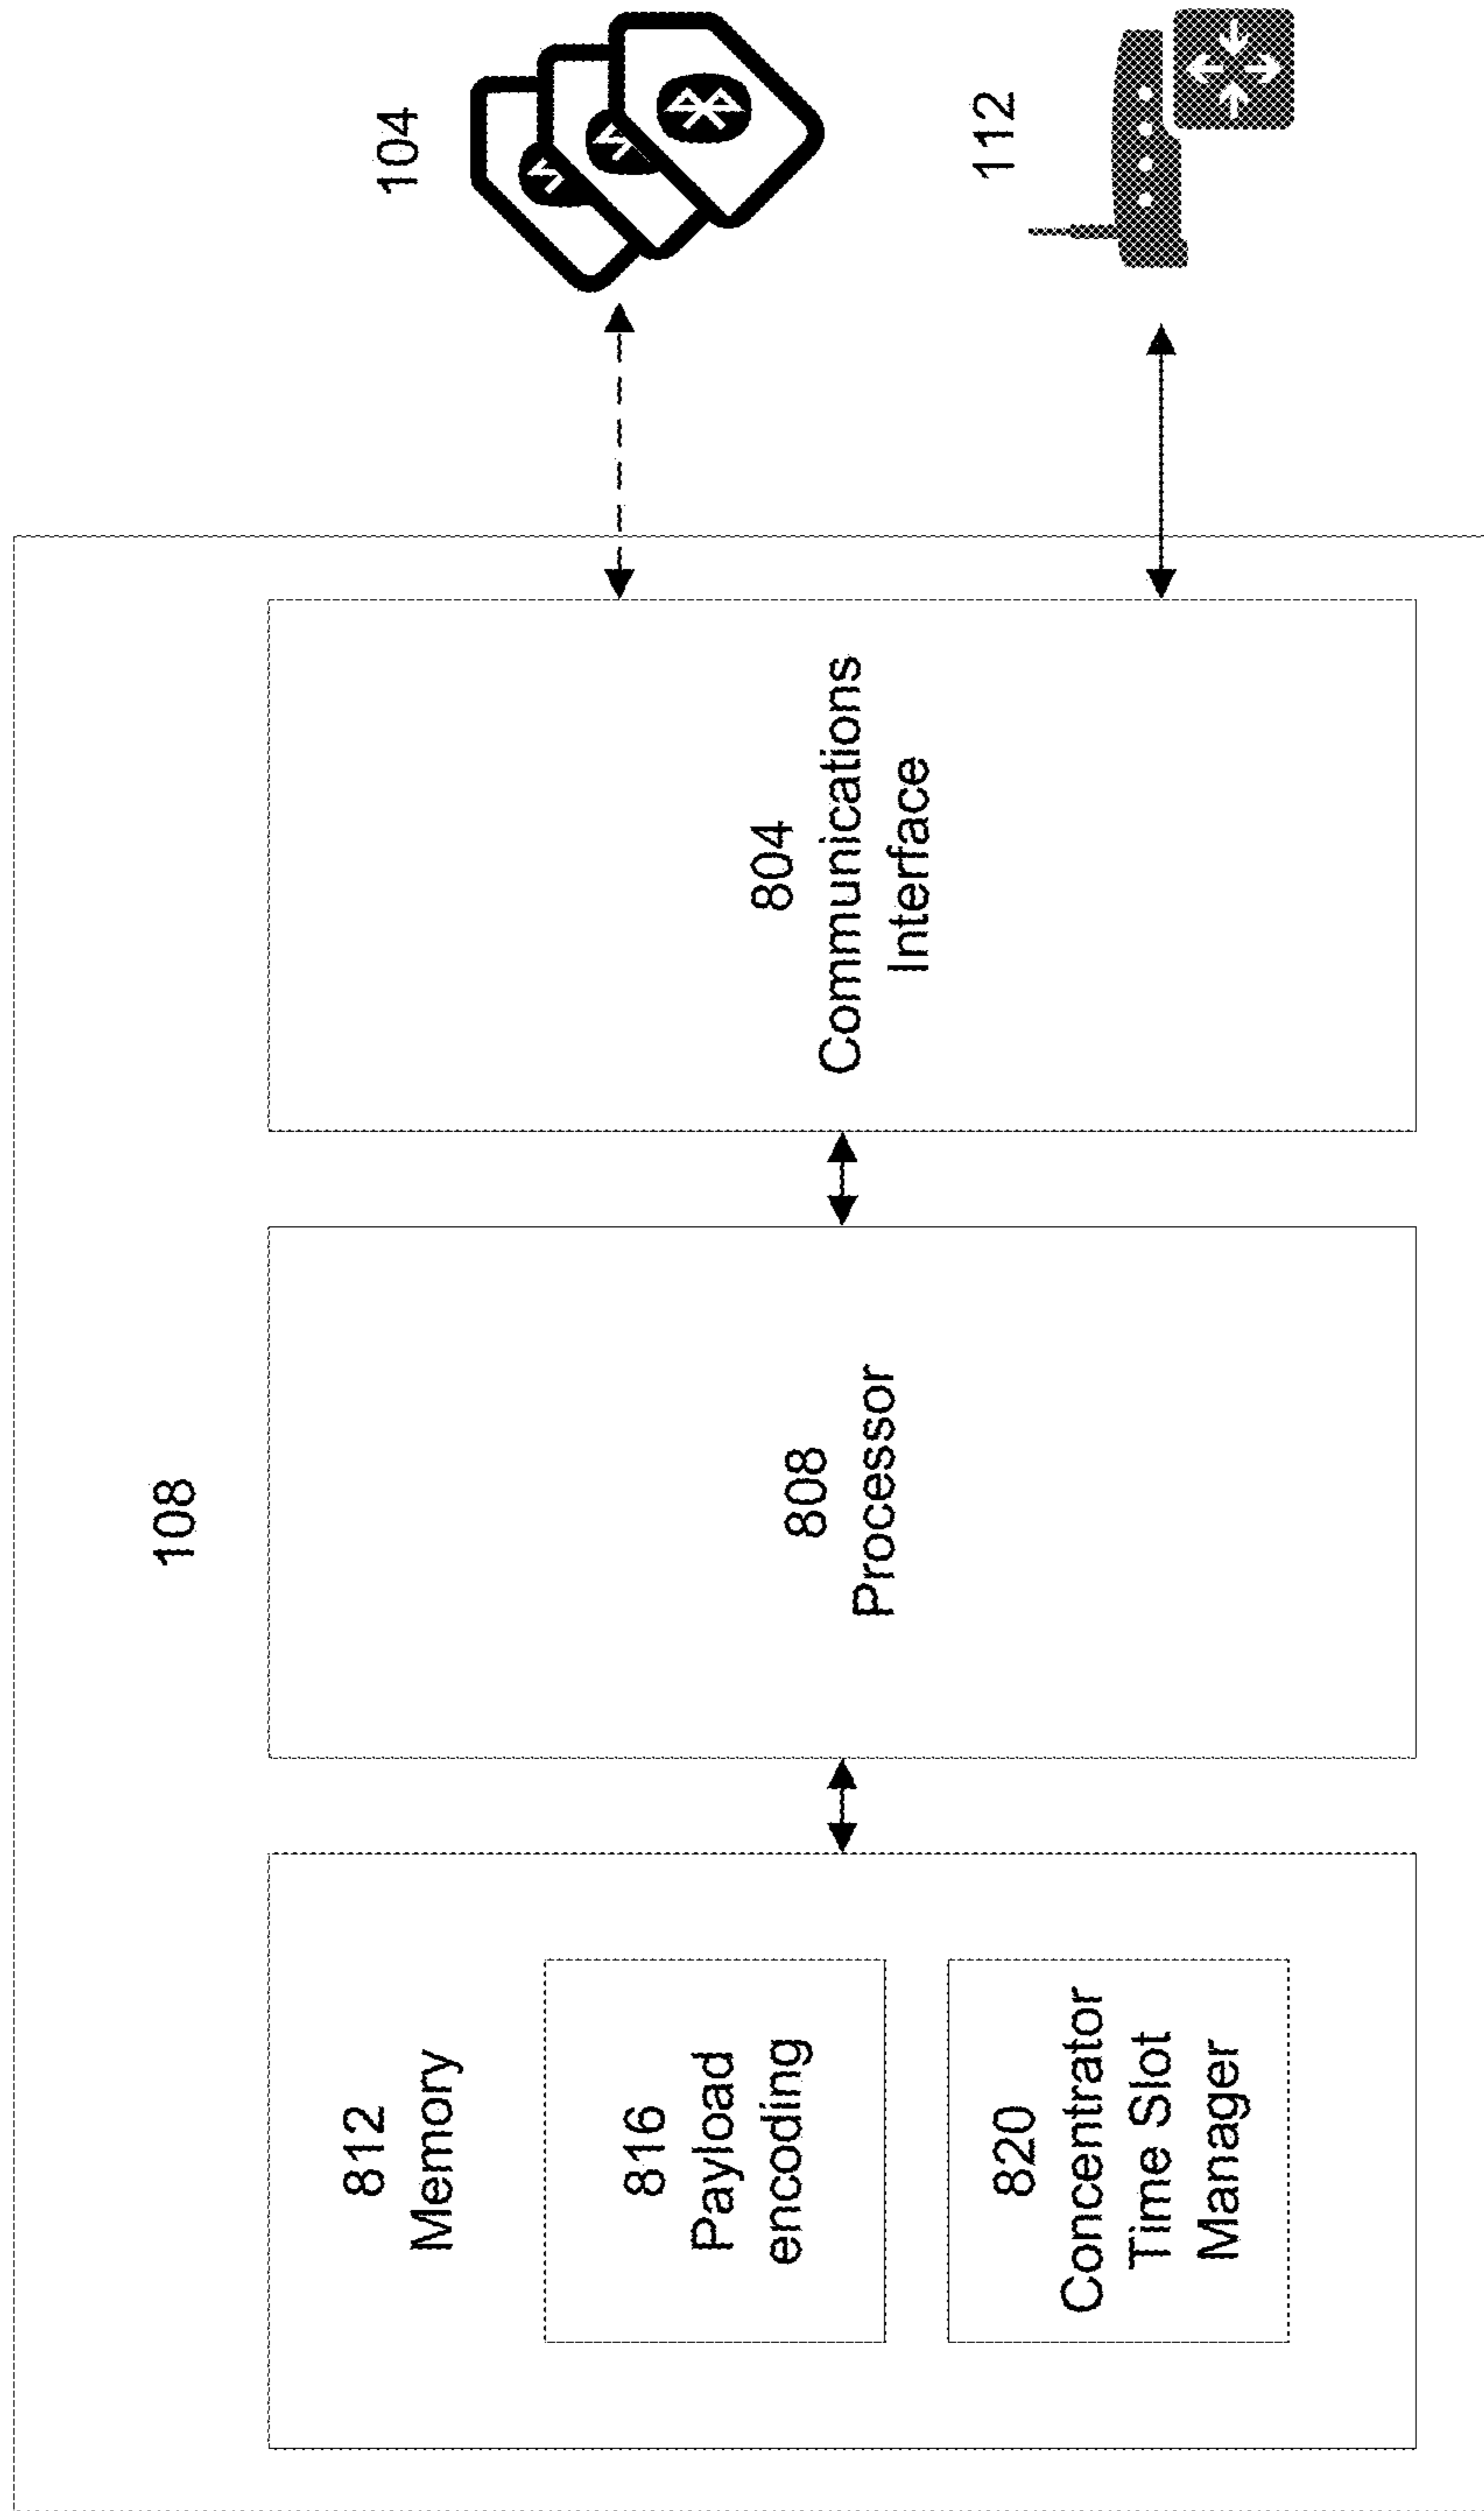 108
812
Memory
816
Payload
encoding
820
Concentrator
Time Slot
Manager
808
Processor
804
Communications
Interface
104
112